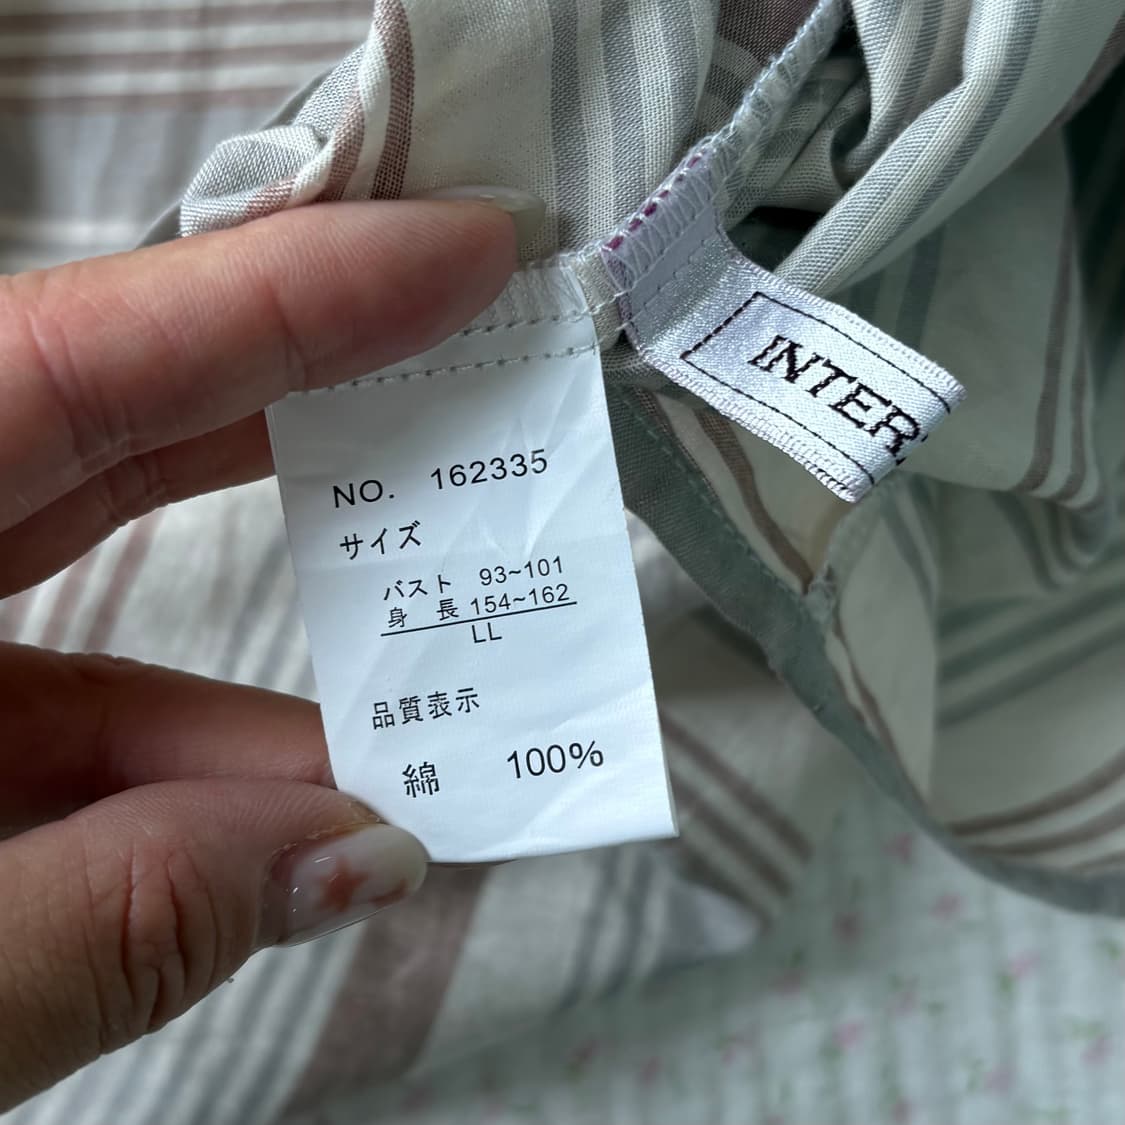 NO. 162335
サイズ
バスト 93~101
身 長 154~162
LL
品質表示
綿 100%
INTER